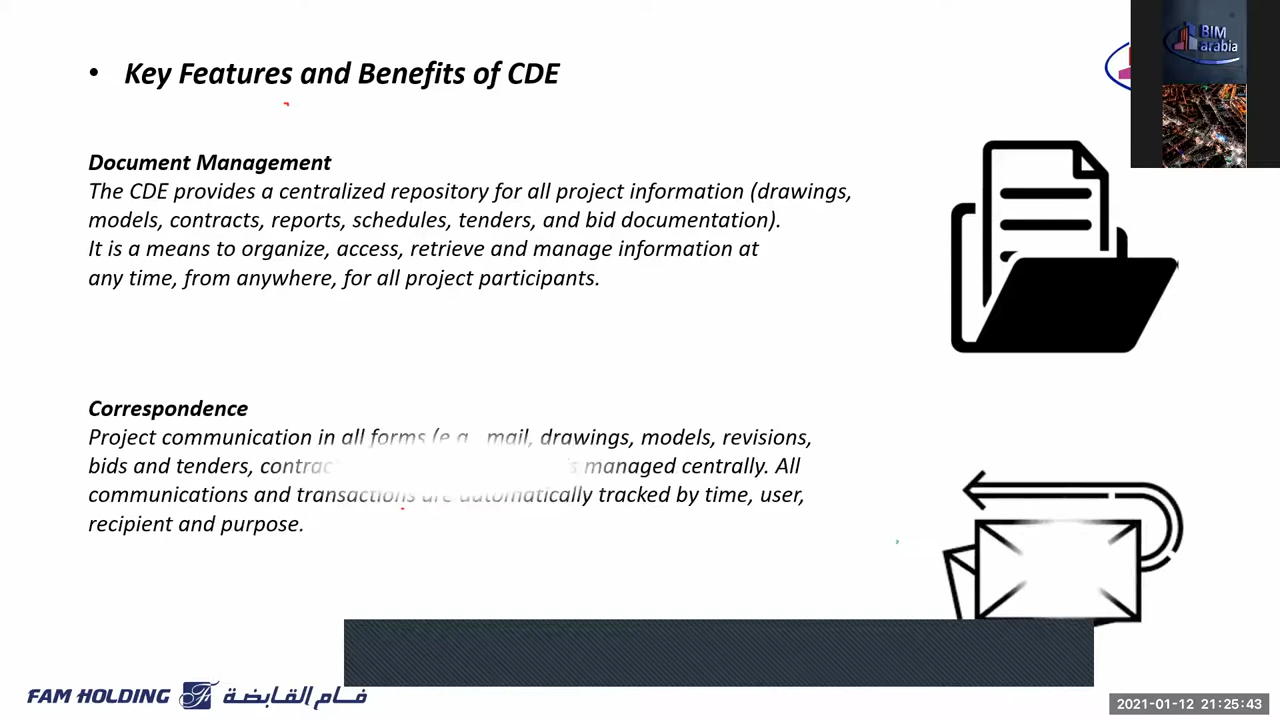 • Key Features and Benefits of CDE
BIM
arabia
Document Management
The CDE provides a centralized repository for all project information (drawings,
models, contracts, reports, schedules, tenders, and bid documentation).
It is a means to organize, access, retrieve and manage information at
any time, from anywhere, for all project participants.
Correspondence
Project communication in all forms (e.g. mail, drawings, models, revisions,
bids and tenders, contrac managed centrally. All
communications and transactions are automatically tracked by time, user,
recipient and purpose.
FAM HOLDING فام القابضة
2021-01-12 21:25:43